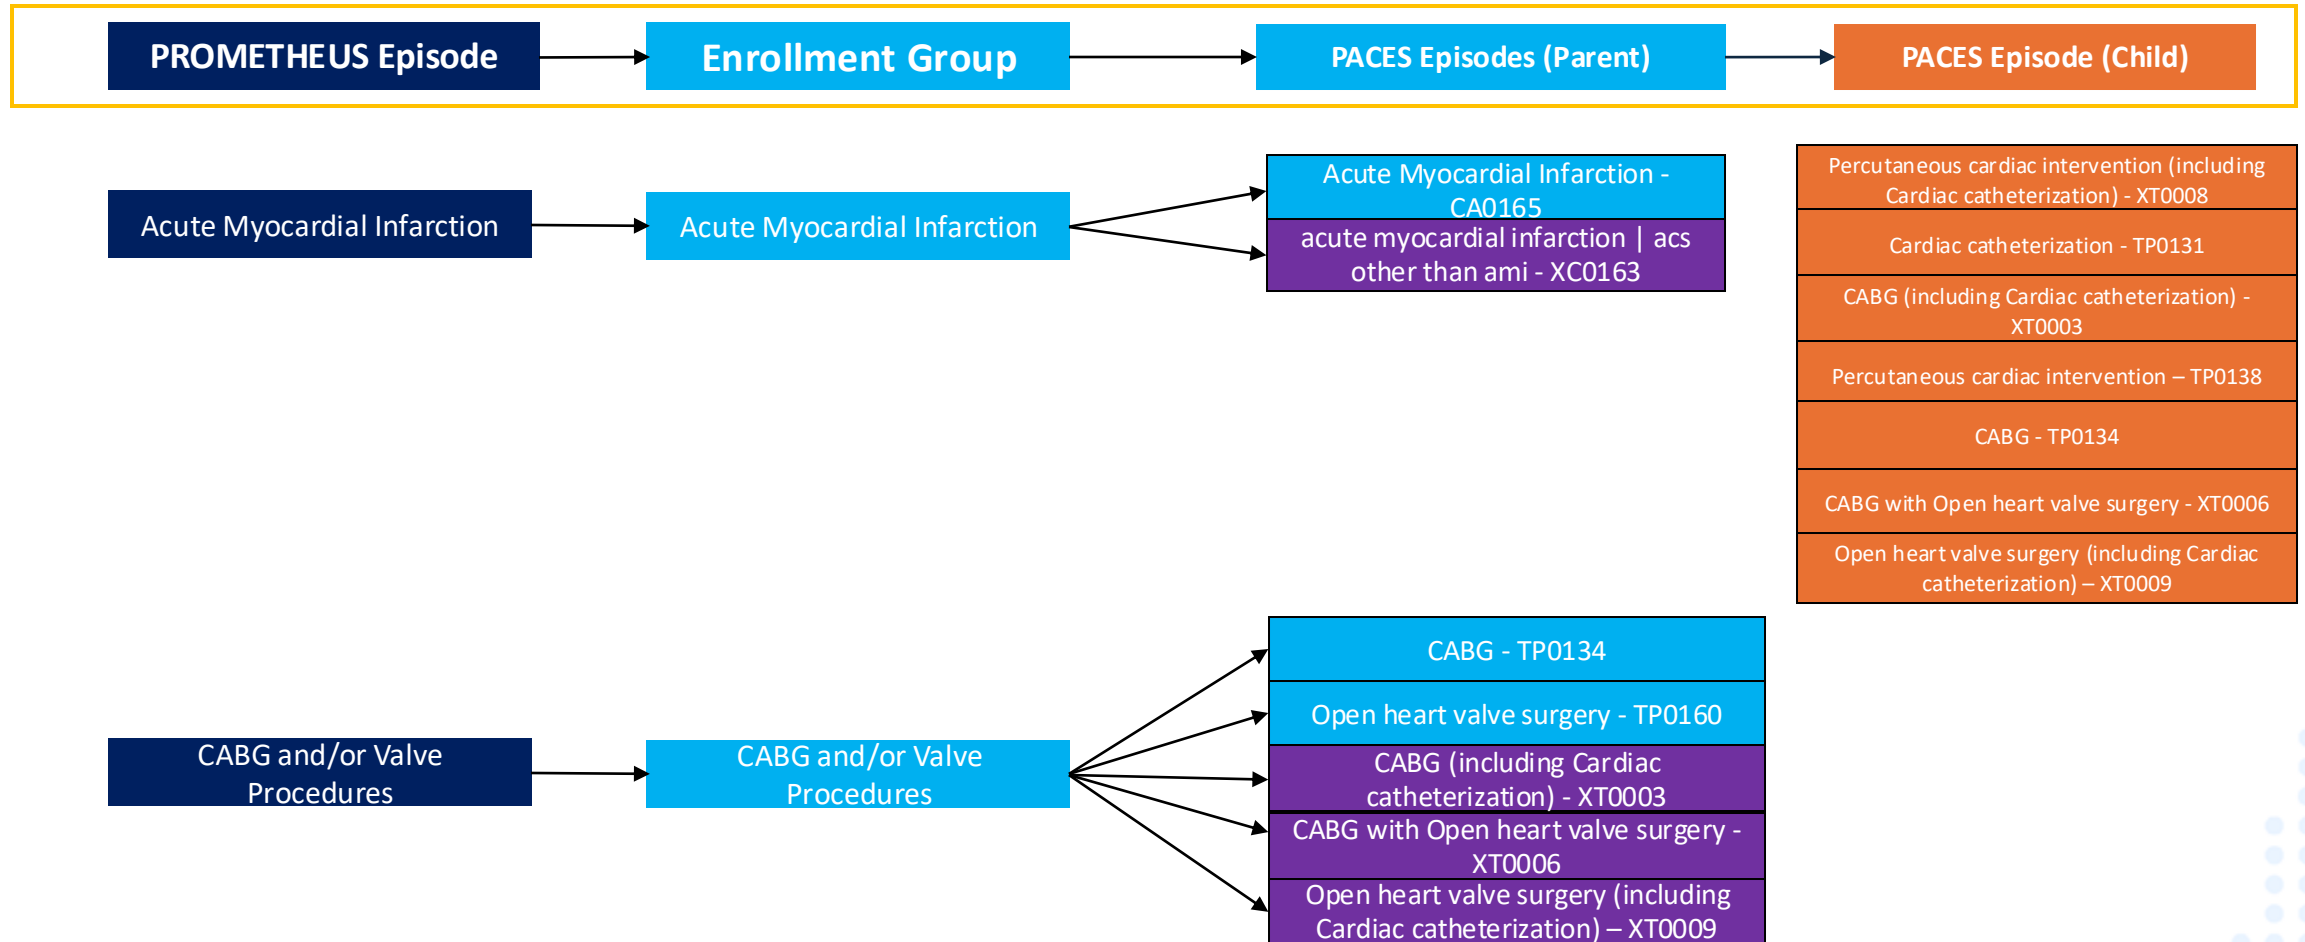 PROMETHEUS Episode
Enrollment Group
PACES Episodes (Parent)
PACES Episode (Child)
Acute Myocardial Infarction
Acute Myocardial Infarction
Acute Myocardial Infarction -
CA0165
acute myocardial infarction | acs
other than ami - XC0163
Percutaneous cardiac intervention (including
Cardiac catheterization) - XT0008
Cardiac catheterization - TP0131
CABG (including Cardiac catheterization) -
XT0003
Percutaneous cardiac intervention – TP0138
CABG - TP0134
CABG with Open heart valve surgery - XT0006
Open heart valve surgery (including Cardiac
catheterization) – XT0009
CABG and/or Valve
Procedures
CABG and/or Valve
Procedures
CABG - TP0134
Open heart valve surgery - TP0160
CABG (including Cardiac
catheterization) - XT0003
CABG with Open heart valve surgery -
XT0006
Open heart valve surgery (including
Cardiac catheterization) – XT0009